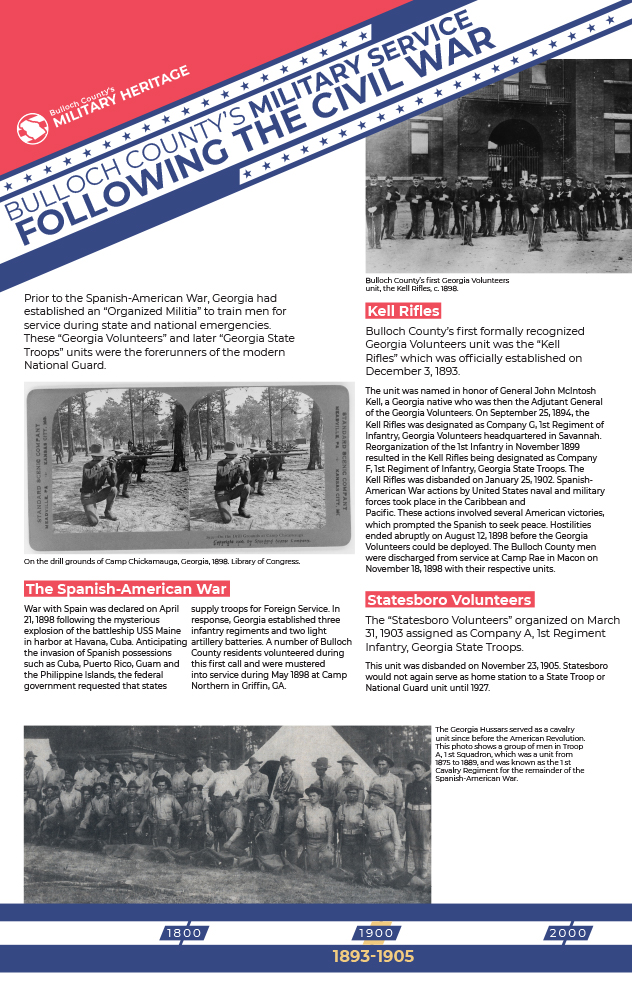 Bulloch County's
MILITARY HERITAGE
BULLOCH COUNTY'S MILITARY SERVICE
FOLLOWING THE CIVIL WAR
Bulloch County's first Georgia Volunteers
unit, the Kell Rifles, c. 1898.
Prior to the Spanish-American War, Georgia had
established an “Organized Militia” to train men for
service during state and national emergencies.
These “Georgia Volunteers” and later “Georgia State
Troops” units were the forerunners of the modern
National Guard.
STANDARD SCENIC COMPANY
On the drill grounds of Camp Chickamauga, Georgia, 1898. Library of Congress.
The Spanish-American War
War with Spain was declared on April
21, 1898 following the mysterious
explosion of the battleship USS Maine
in harbor at Havana, Cuba. Anticipating
the invasion of Spanish possessions
such as Cuba, Puerto Rico, Guam and
the Philippine Islands, the federal
government requested that states
supply troops for Foreign Service. In
response, Georgia established three
infantry regiments and two light
artillery batteries. A number of Bulloch
County residents volunteered during
this first call and were mustered
into service during May 1898 at Camp
Northern in Griffin, GA.
Kell Rifles
Bulloch County's first formally recognized
Georgia Volunteers unit was the “Kell
Rifles” which was officially established on
December 3, 1893.
The unit was named in honor of General John McIntosh
Kell, a Georgia native who was then the Adjutant General
of the Georgia Volunteers. On September 25, 1894, the
Kell Rifles was designated as Company G, 1st Regiment of
Infantry, Georgia Volunteers headquartered in Savannah.
Reorganization of the 1st Infantry in November 1899
resulted in the Kell Rifles being designated as Company
F, 1st Regiment of Infantry, Georgia State Troops. The
Kell Rifles was disbanded on January 25, 1902. Spanish-
American War actions by United States naval and military
forces took place in the Caribbean and
Pacific. These actions involved several American victories,
which prompted the Spanish to seek peace. Hostilities
ended abruptly on August 12, 1898 before the Georgia
Volunteers could be deployed. The Bulloch County men
were discharged from service at Camp Rae in Macon on
November 18, 1898 with their respective units.
Statesboro Volunteers
The “Statesboro Volunteers” organized on March
31, 1903 assigned as Company A, 1st Regiment
Infantry, Georgia State Troops.
This unit was disbanded on November 23, 1905. Statesboro
would not again serve as home station to a State Troop or
National Guard unit until 1927.
The Georgia Hussars served as a cavalry
unit since before the American Revolution.
This photo shows a group of men in Troop
A, 1 st Squadron, which was a unit from
1875 to 1889, and was known as the 1 st
Cavalry Regiment for the remainder of the
Spanish-American War.
1800
1900
2000
1893-1905